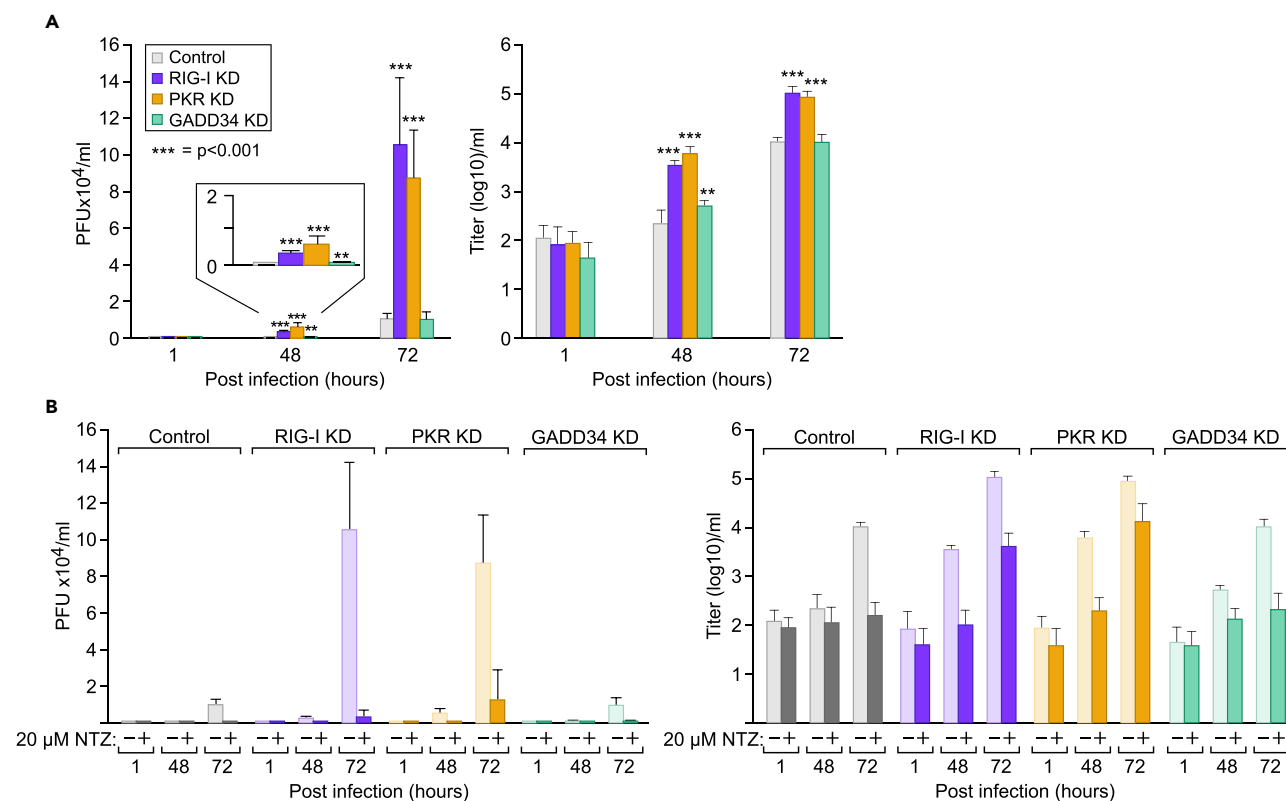 A
16
14
12
10
8
6
4
2
0
PFUx10⁴/ml
Control
RIG-I KD
PKR KD
GADD34 KD
*** = p<0.001
2
0
***
***
**
***
***
**
***
***
1 48 72
Post infection (hours)
6
5
4
3
2
1
0
Titer (log10)/ml
***
***
**
***
***
1 48 72
Post infection (hours)
B
16
14
12
10
8
6
4
2
PFU x10⁴/ml
Control RIG-I KD PKR KD GADD34 KD
20 µM NTZ: −+ −+ −+ −+ −+ −+ −+ −+ −+ −+ −+ −+
1 48 72 1 48 72 1 48 72 1 48 72
Post infection (hours)
6
5
4
3
2
1
Titer (log10)/ml
Control RIG-I KD PKR KD GADD34 KD
20 µM NTZ: −+ −+ −+ −+ −+ −+ −+ −+ −+ −+ −+ −+
1 48 72 1 48 72 1 48 72 1 48 72
Post infection (hours)